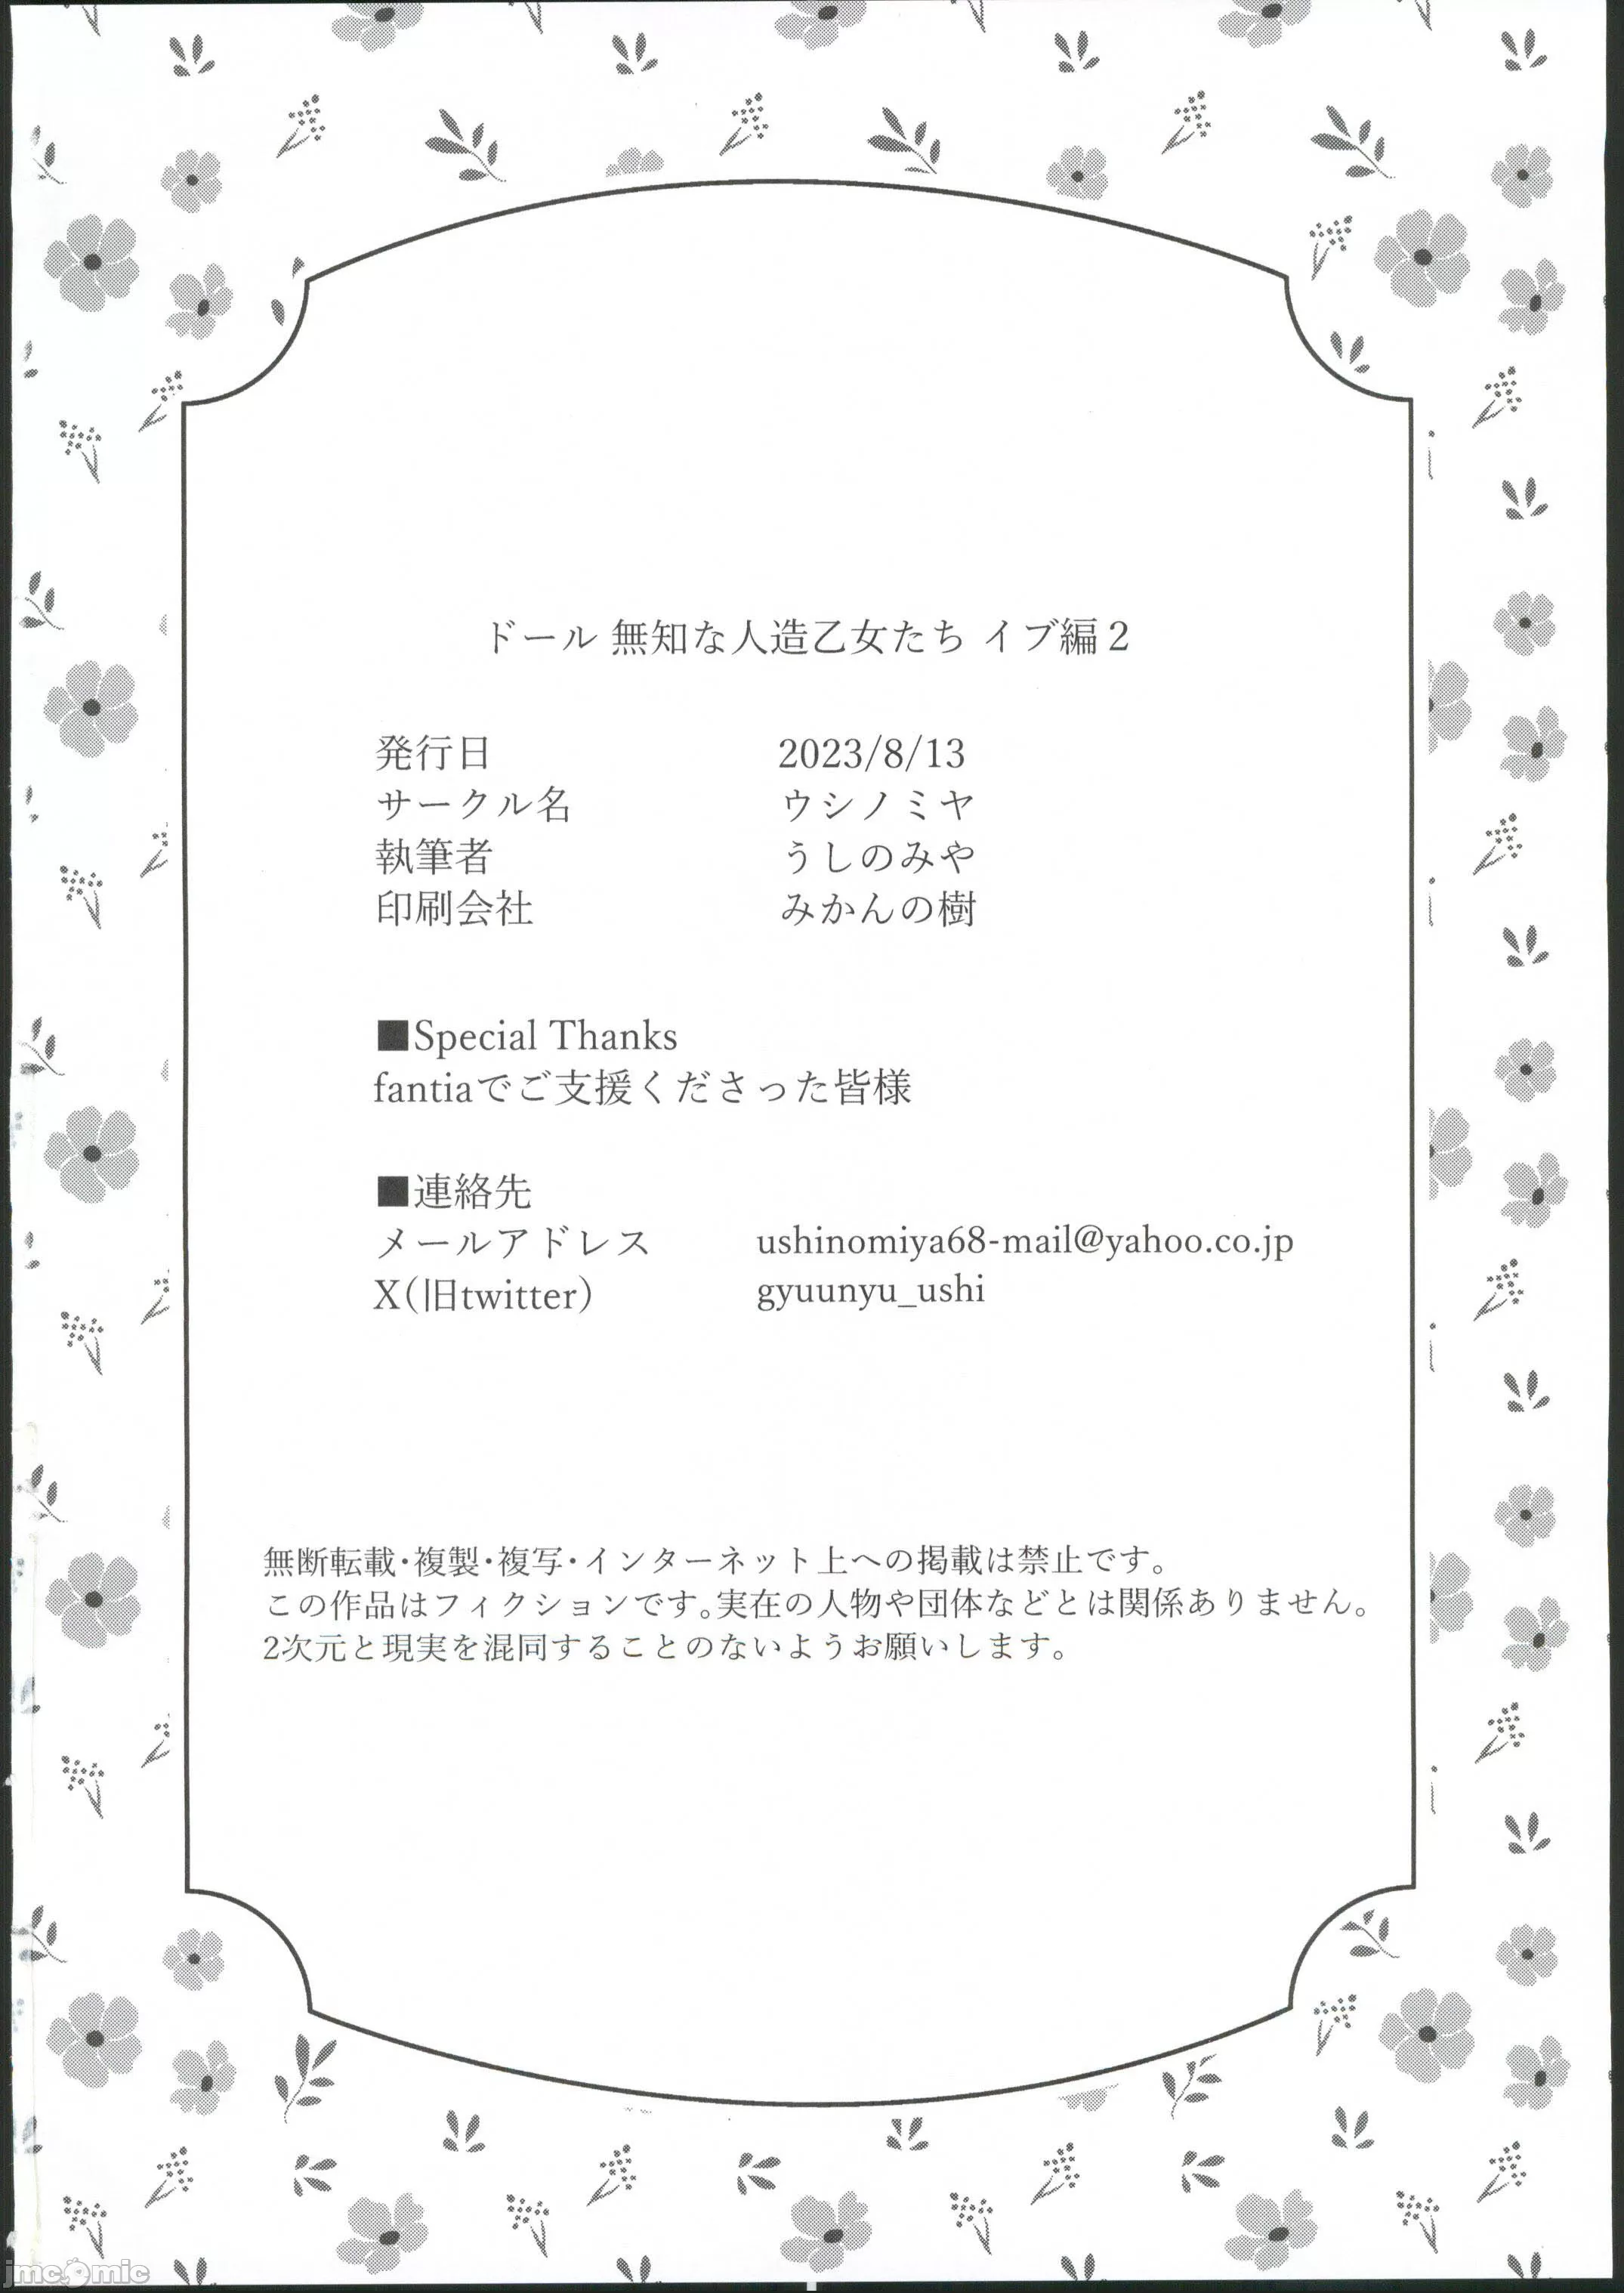 ドール 無知な人造乙女たち イブ編２
発行日 2023/8/13
サークル名 ウシノミヤ
執筆者 うしのみや
印刷会社 みかんの樹
■Special Thanks
fantiaでご支援くださった皆様
■連絡先
メールアドレス ushinomiya68-mail@yahoo.co.jp
X(旧twitter) gyuunyu_ushi
無断転載・複製・複写・インターネット上への掲載は禁止です。
この作品はフィクションです。実在の人物や団体などとは関係ありません。
2次元と現実を混同することのないようお願いします。
jmcomic